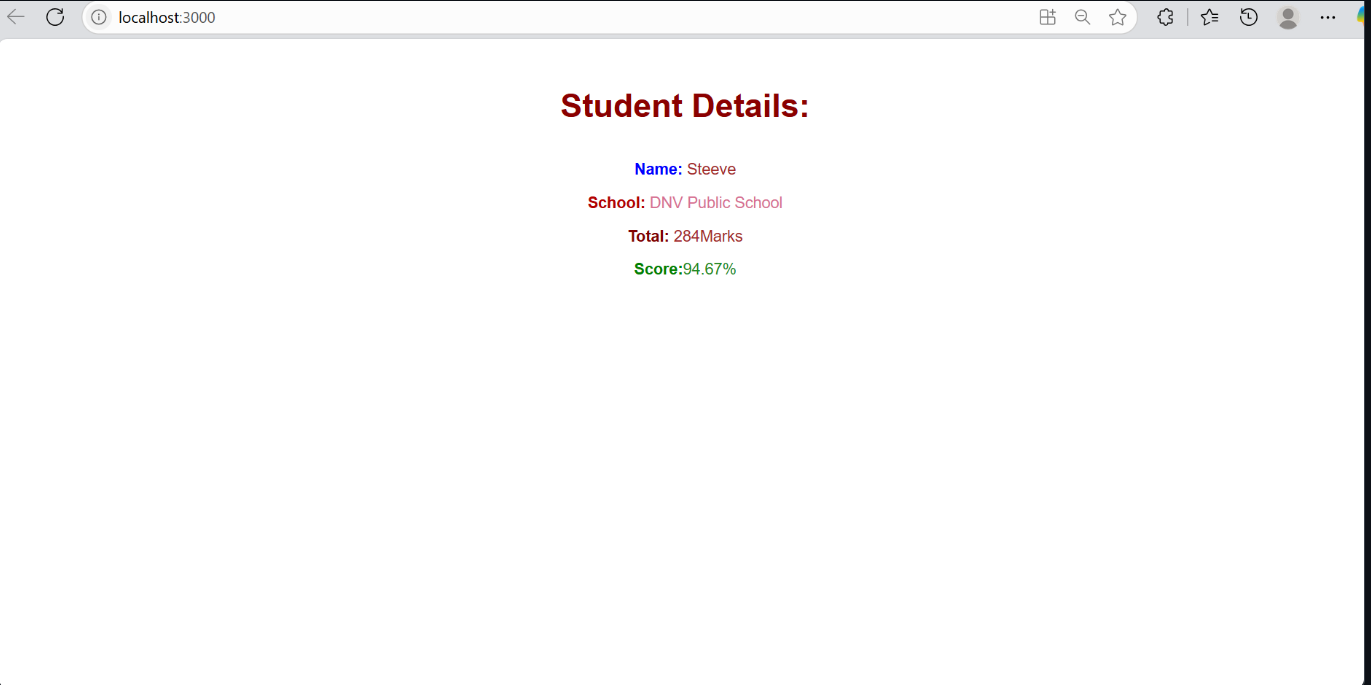 localhost:3000
Student Details:
Name: Steeve
School: DNV Public School
Total: 284Marks
Score:94.67%